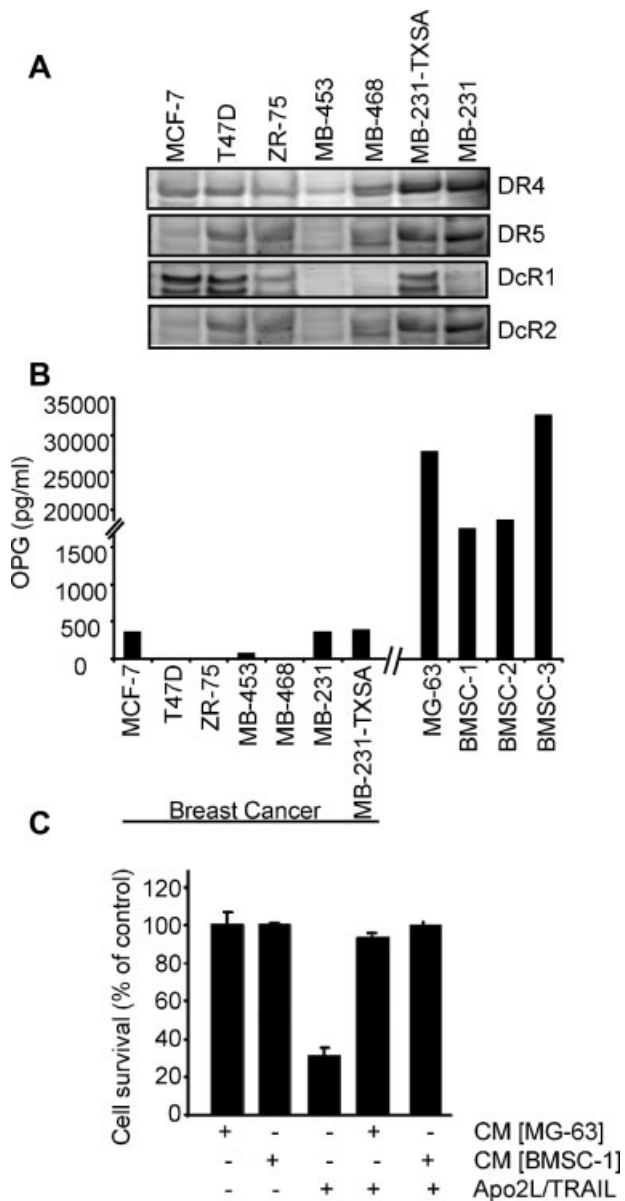 A
MCF-7
T47D
ZR-75
MB-453
MB-468
MB-231-TXSA
MB-231
DR4
DR5
DcR1
DcR2
B
OPG (pg/ml)
35000
30000
25000
20000
1500
1000
500
0
MCF-7
T47D
ZR-75
MB-453
MB-468
MB-231
MB-231-TXSA
MG-63
BMSC-1
BMSC-2
BMSC-3
Breast Cancer
C
Cell survival (% of control)
120
100
80
60
40
20
0
+ - - + - CM [MG-63]
- + - - + CM [BMSC-1]
- - + + + Apo2L/TRAIL